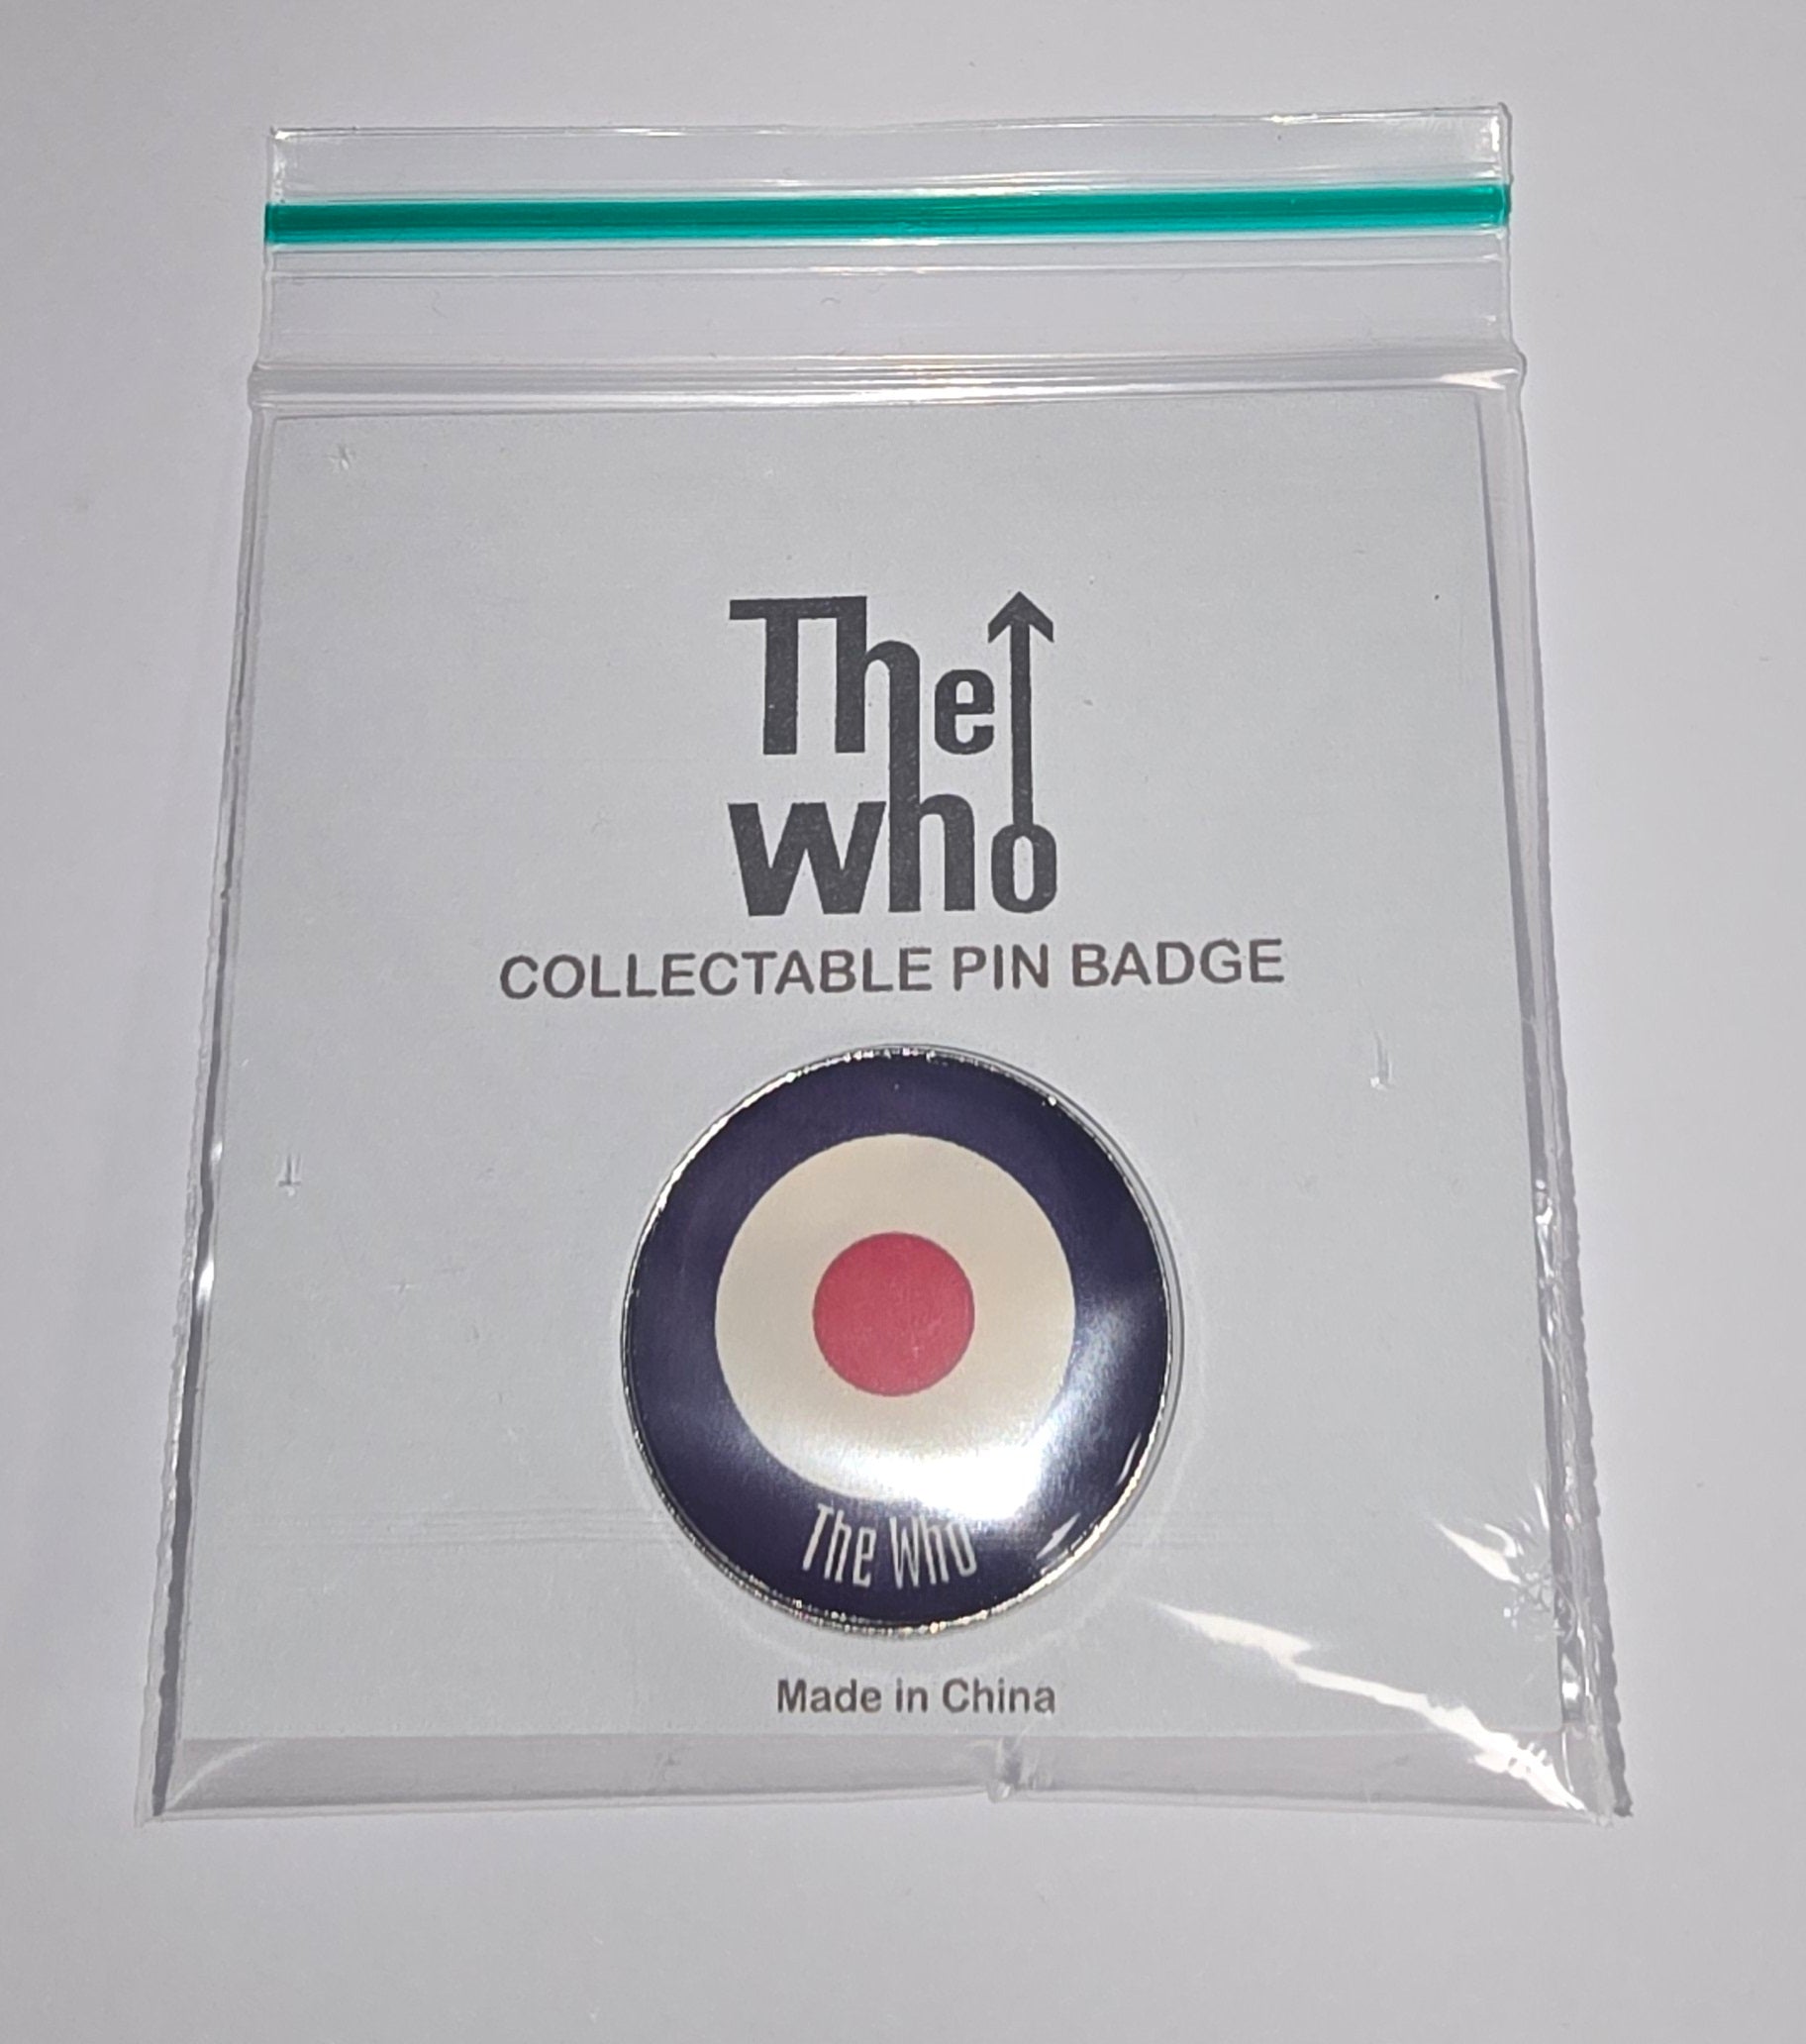 The
who
COLLECTABLE PIN BADGE
The Who
Made in China